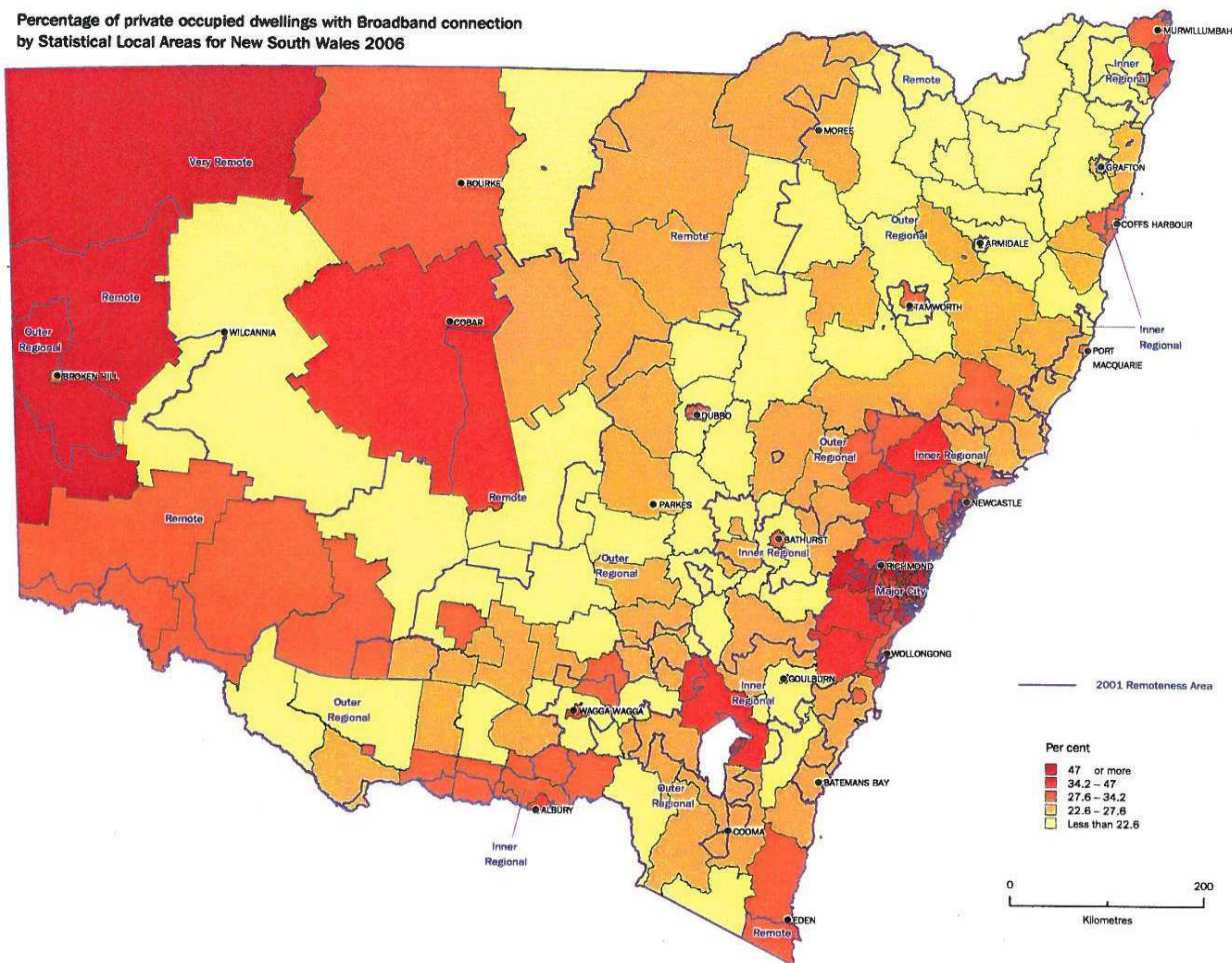 Percentage of private occupied dwellings with Broadband connection
by Statistical Local Areas for New South Wales 2006
MURWILLUMBAH
Inner
Regional
Remote
MOREE
Very Remote
BOURKE
GRAFTON
COFFS HARBOUR
Outer
Regional
ARMIDALE
Remote
Remote
TAMWORTH
COBAR
WILCANNIA
Outer
Regional
Inner
Regional
BROKEN HILL
PORT
MACQUARIE
DUBBO
Outer
Regional
Inner Regional
Remote
PARKES
NEWCASTLE
Remote
BATHURST
Inner Regional
Outer
Regional
RICHMOND
Major City
WOLLONGONG
GOULBURN
Inner
Regional
2001 Remoteness Area
Outer
Regional
WAGGA WAGGA
Per cent
47 or more
34.2 – 47
27.6 – 34.2
22.6 – 27.6
Less than 22.6
BATEMANS BAY
Outer
Regional
ALBURY
COOMA
Inner
Regional
0 200
Kilometres
EDEN
Remote